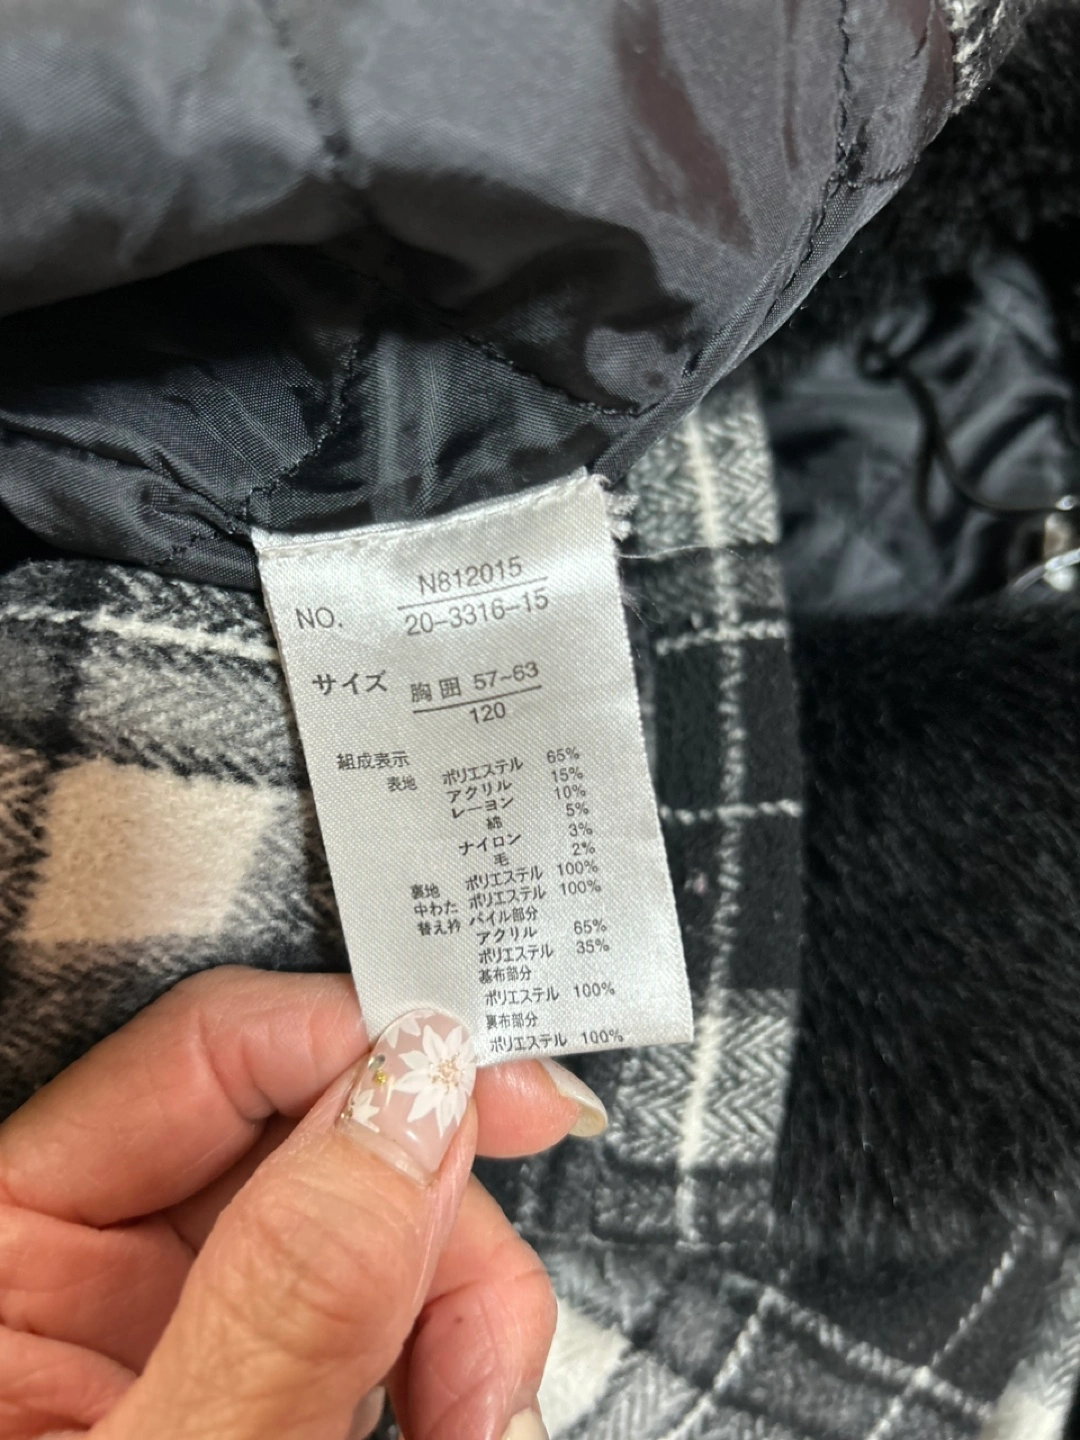 N812015
NO.
20-3316-15
サイズ 胸囲 57~63
120
組成表示
表地 ポリエステル 65%
アクリル 15%
レーヨン 10%
綿 5%
ナイロン 3%
毛 2%
裏地 ポリエステル 100%
中わた ポリエステル 100%
替え衿 パイル部分
アクリル 65%
ポリエステル 35%
基布部分
ポリエステル 100%
裏布部分
ポリエステル 100%